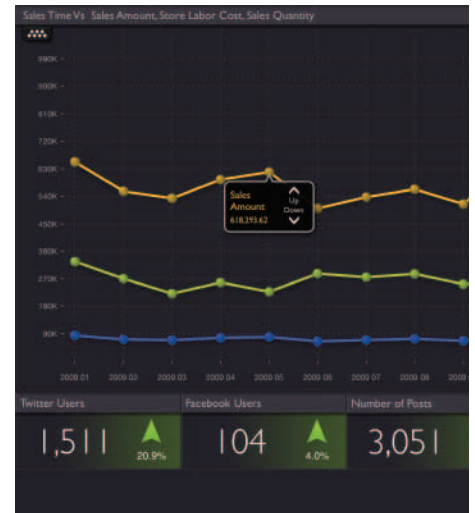 Sales Time Vs Sales Amount, Store Labor Cost, Sales Quantity
990K
900K
810K
720K
630K
540K
450K
360K
270K
180K
90K
Sales
Amount
618,293.62
Up
Down
2009 01 2009 02 2009 03 2009 04 2009 05 2009 06 2009 07 2009 08 2009
Twitter Users Facebook Users Number of Posts
1,511 20.9% 104 4.0% 3,051